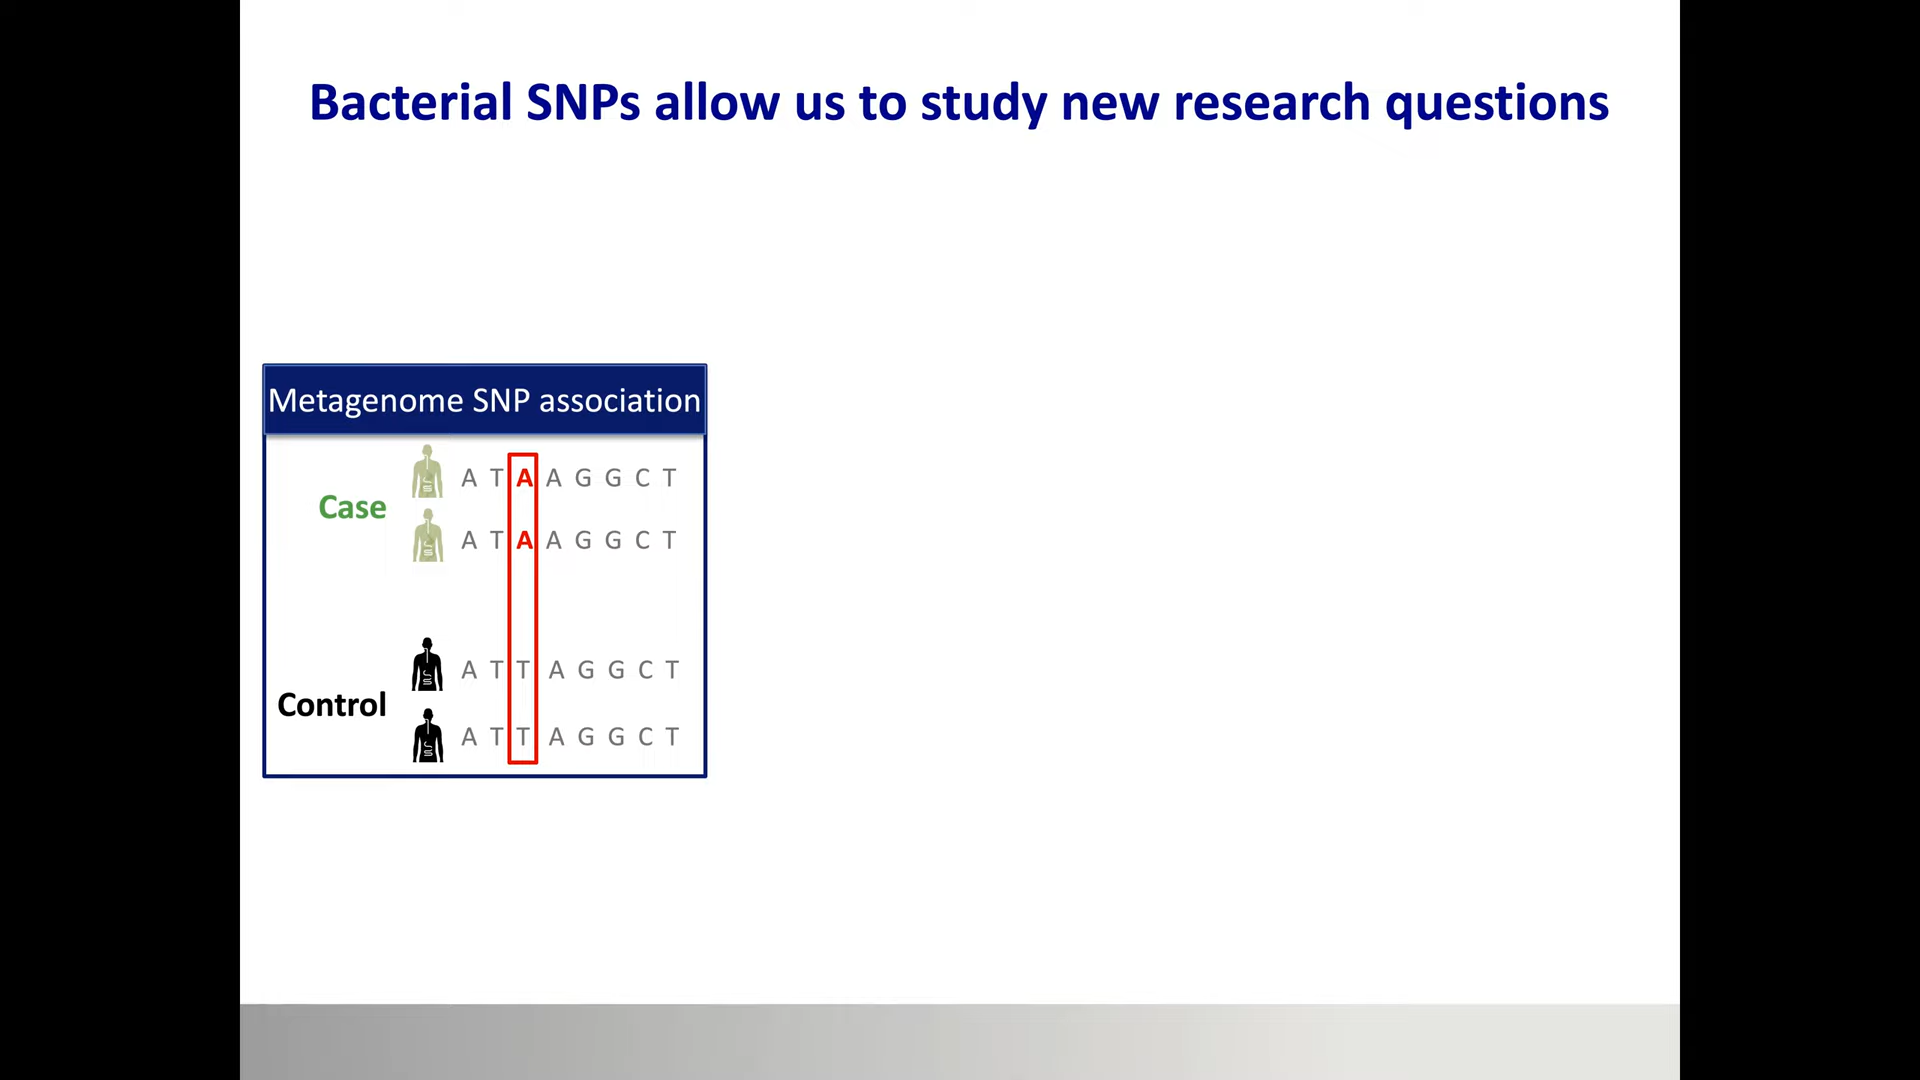 Bacterial SNPs allow us to study new research questions
Metagenome SNP association
Case
A T A A G G C T
A T A A G G C T
Control
A T T A G G C T
A T T A G G C T